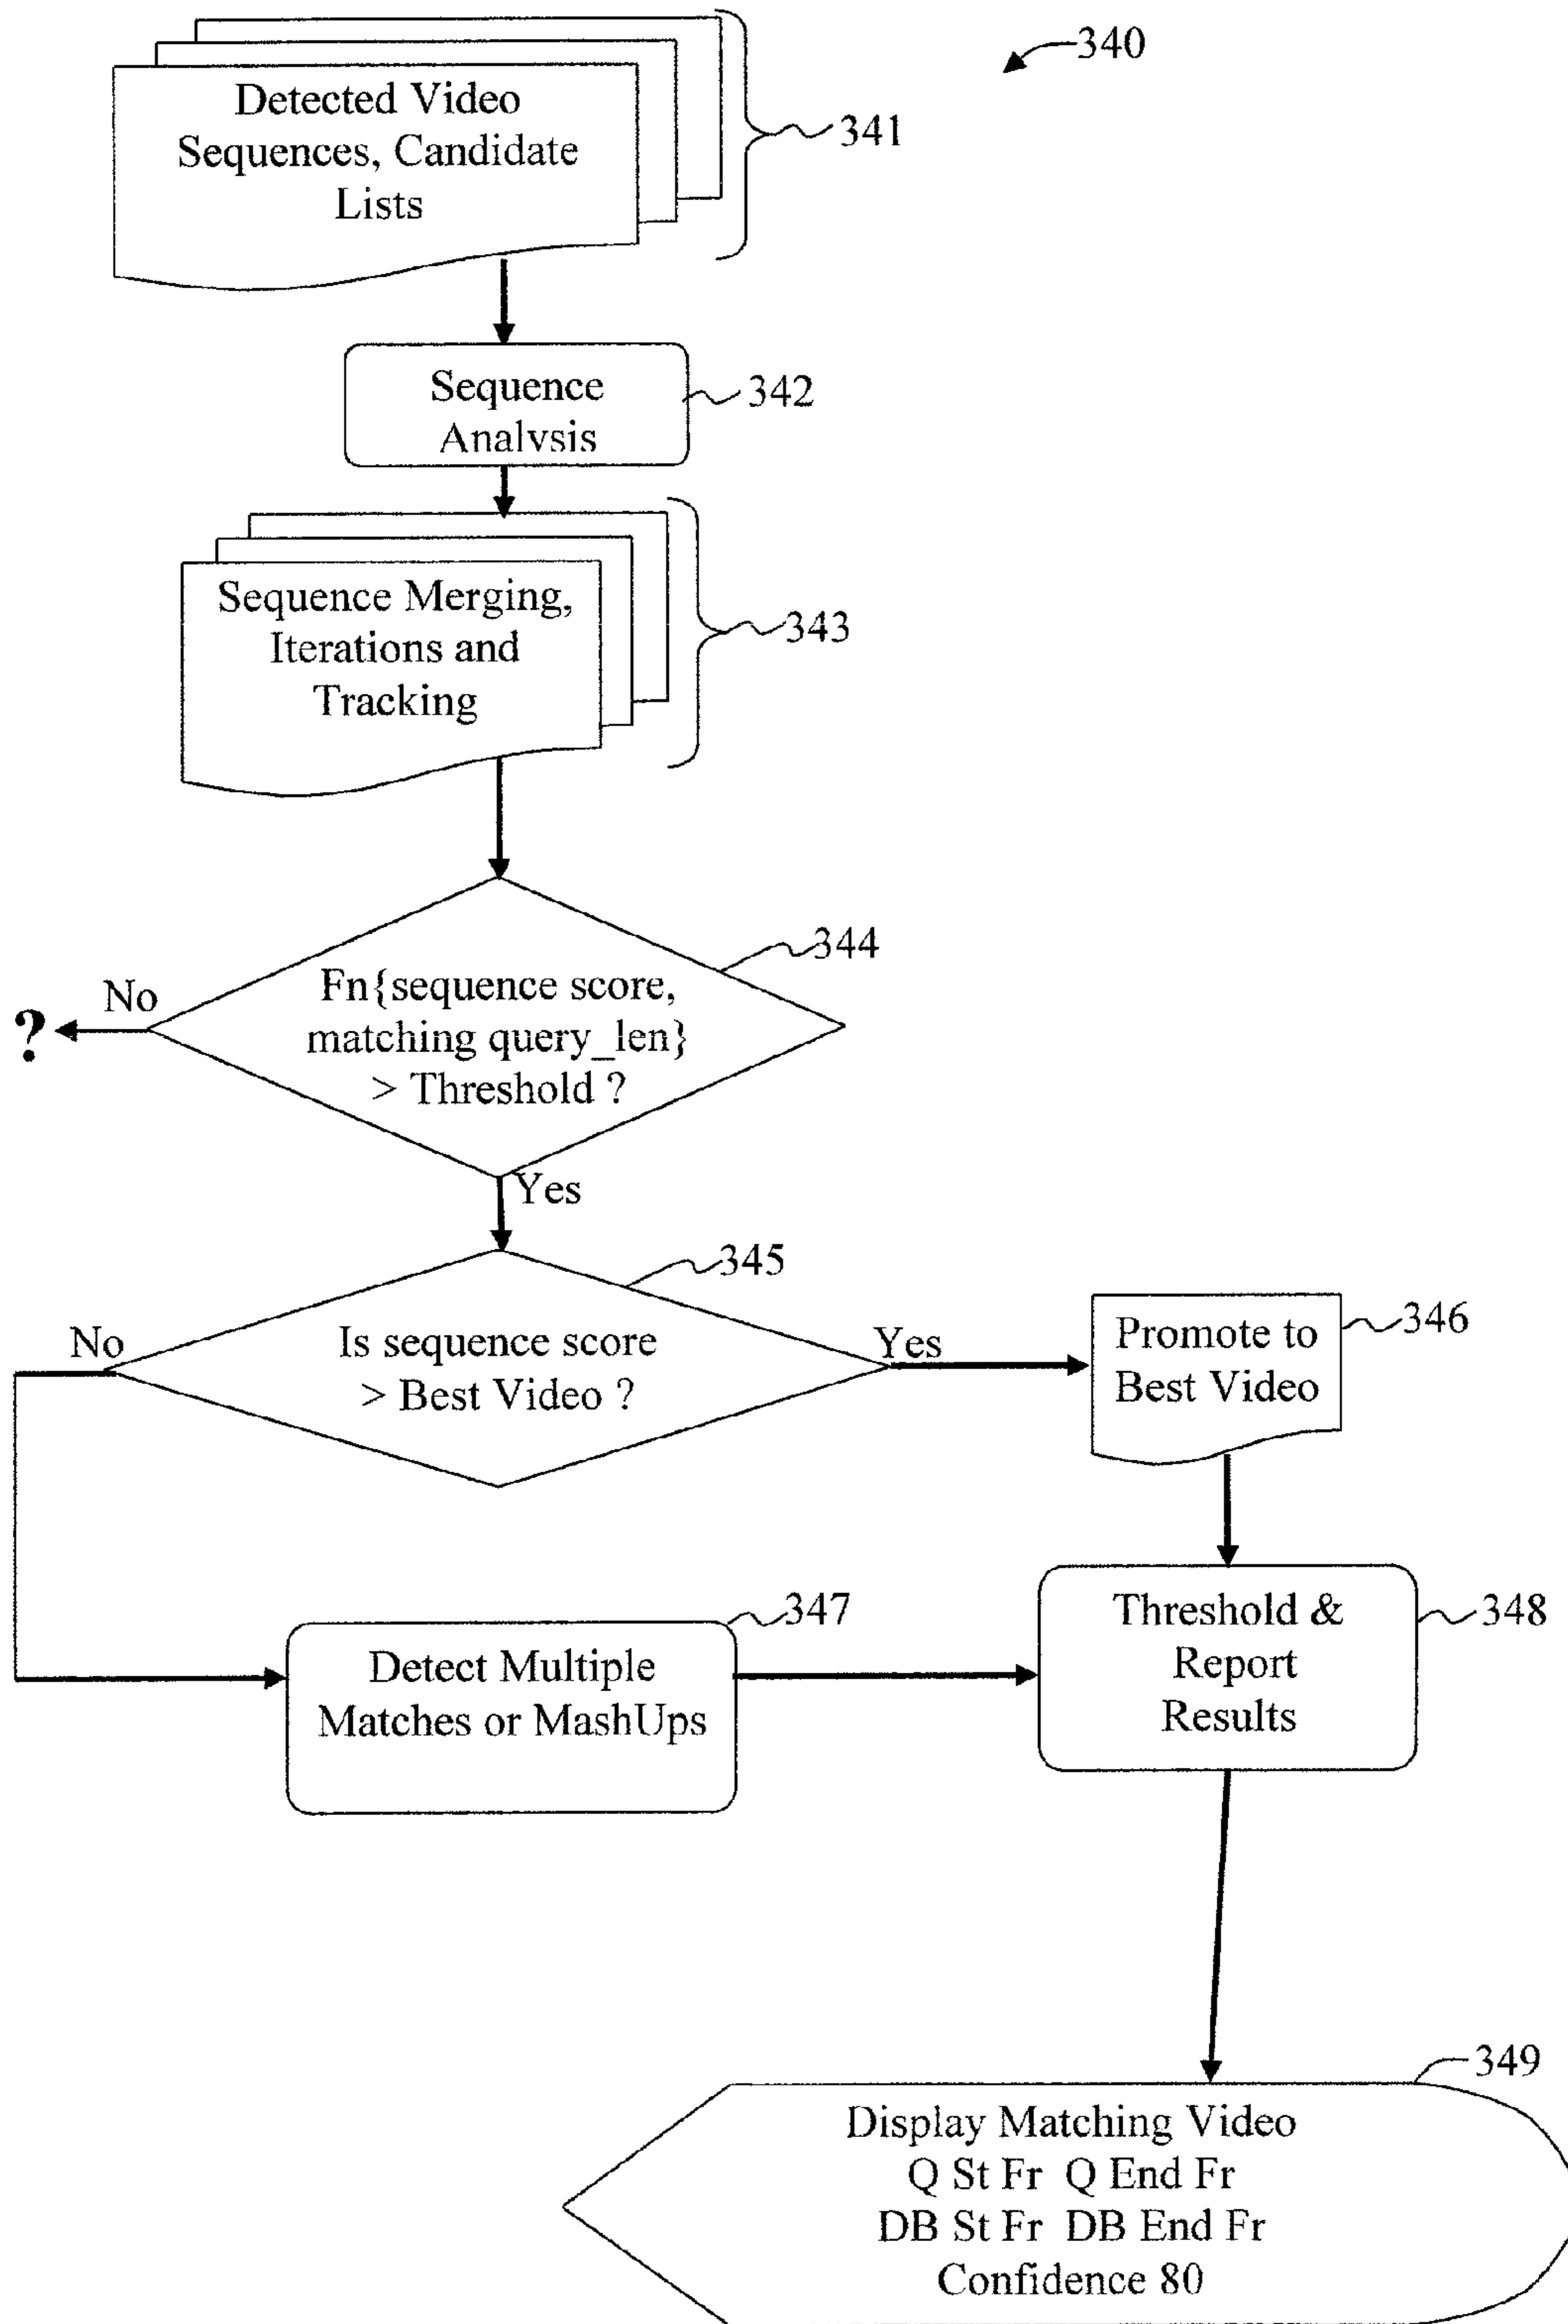 340
Detected Video
Sequences, Candidate
Lists
341
Sequence
Analysis
342
Sequence Merging,
Iterations and
Tracking
343
344
Fn{sequence score,
matching query_len}
> Threshold ?
No
?
Yes
345
Is sequence score
> Best Video ?
No
Yes
Promote to
Best Video
346
347
Detect Multiple
Matches or MashUps
Threshold &
Report
Results
348
349
Display Matching Video
Q St Fr Q End Fr
DB St Fr DB End Fr
Confidence 80